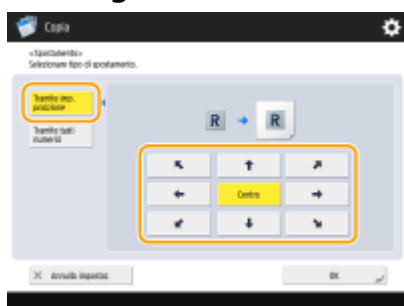 Copia
<Spostamento>
Selezionare tipo di spostamento.
Tramite imp.
posizione
Tramite tasti
numerici
R
R
Centro
Annulla impostaz.
OK